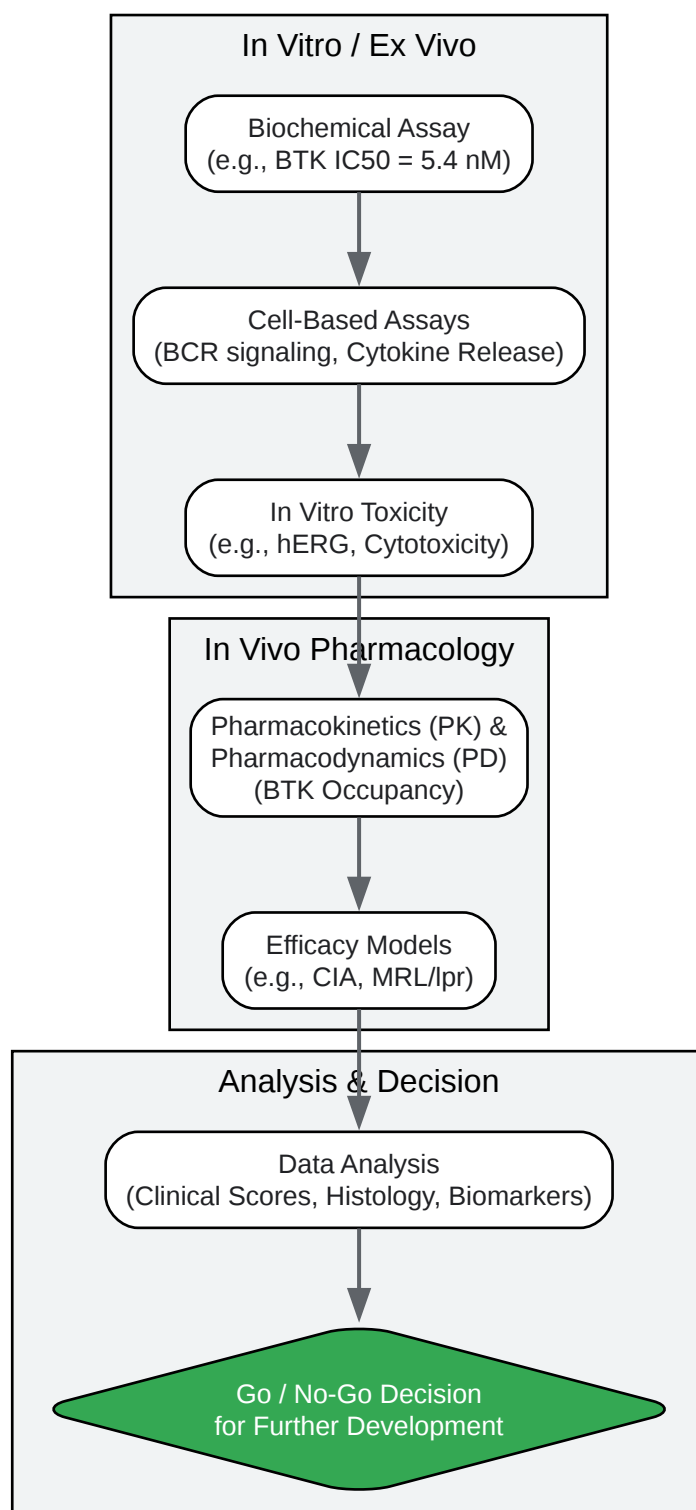 In Vitro / Ex Vivo
Biochemical Assay
(e.g., BTK IC50 = 5.4 nM)
Cell-Based Assays
(BCR signaling, Cytokine Release)
In Vitro Toxicity
(e.g., hERG, Cytotoxicity)
In Vivo Pharmacology
Pharmacokinetics (PK) &
Pharmacodynamics (PD)
(BTK Occupancy)
Efficacy Models
(e.g., CIA, MRL/lpr)
Analysis & Decision
Data Analysis
(Clinical Scores, Histology, Biomarkers)
Go / No-Go Decision
for Further Development